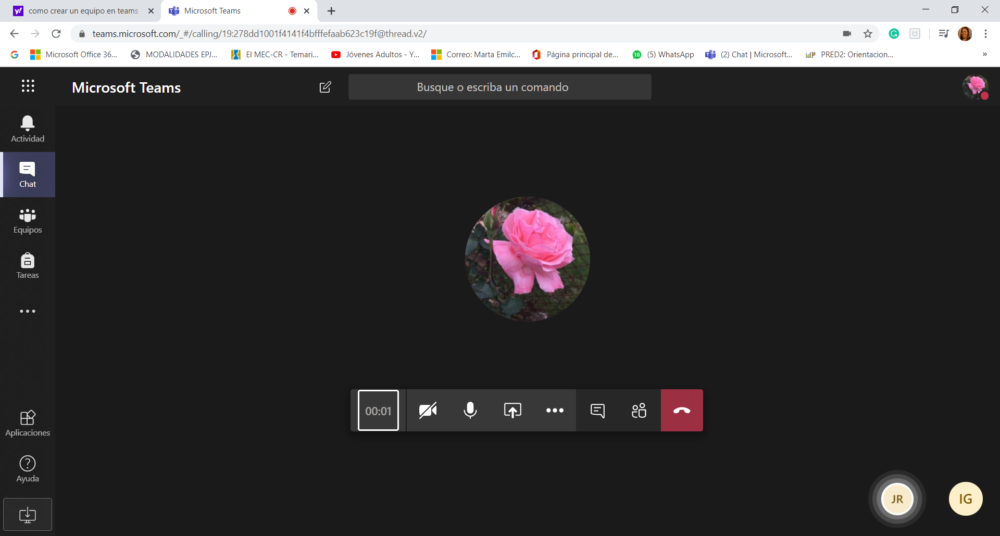 como crear un equipo en teams
Microsoft Teams
teams.microsoft.com/_#/calling/19:278dd1001f4141f4bfffefaab623c19f@thread.v2/
Microsoft Office 36...
MODALIDADES EPJ...
El MEC-CR - Temari...
Jóvenes Adultos - Y...
Correo: Marta Emilc...
Página principal de...
10
(5) WhatsApp
(2) Chat | Microsoft...
idP
PRED2: Orientacion...
»
Microsoft Teams
Busque o escriba un comando
Actividad
Chat
Equipos
Tareas
00:01
Aplicaciones
Ayuda
JR
IG